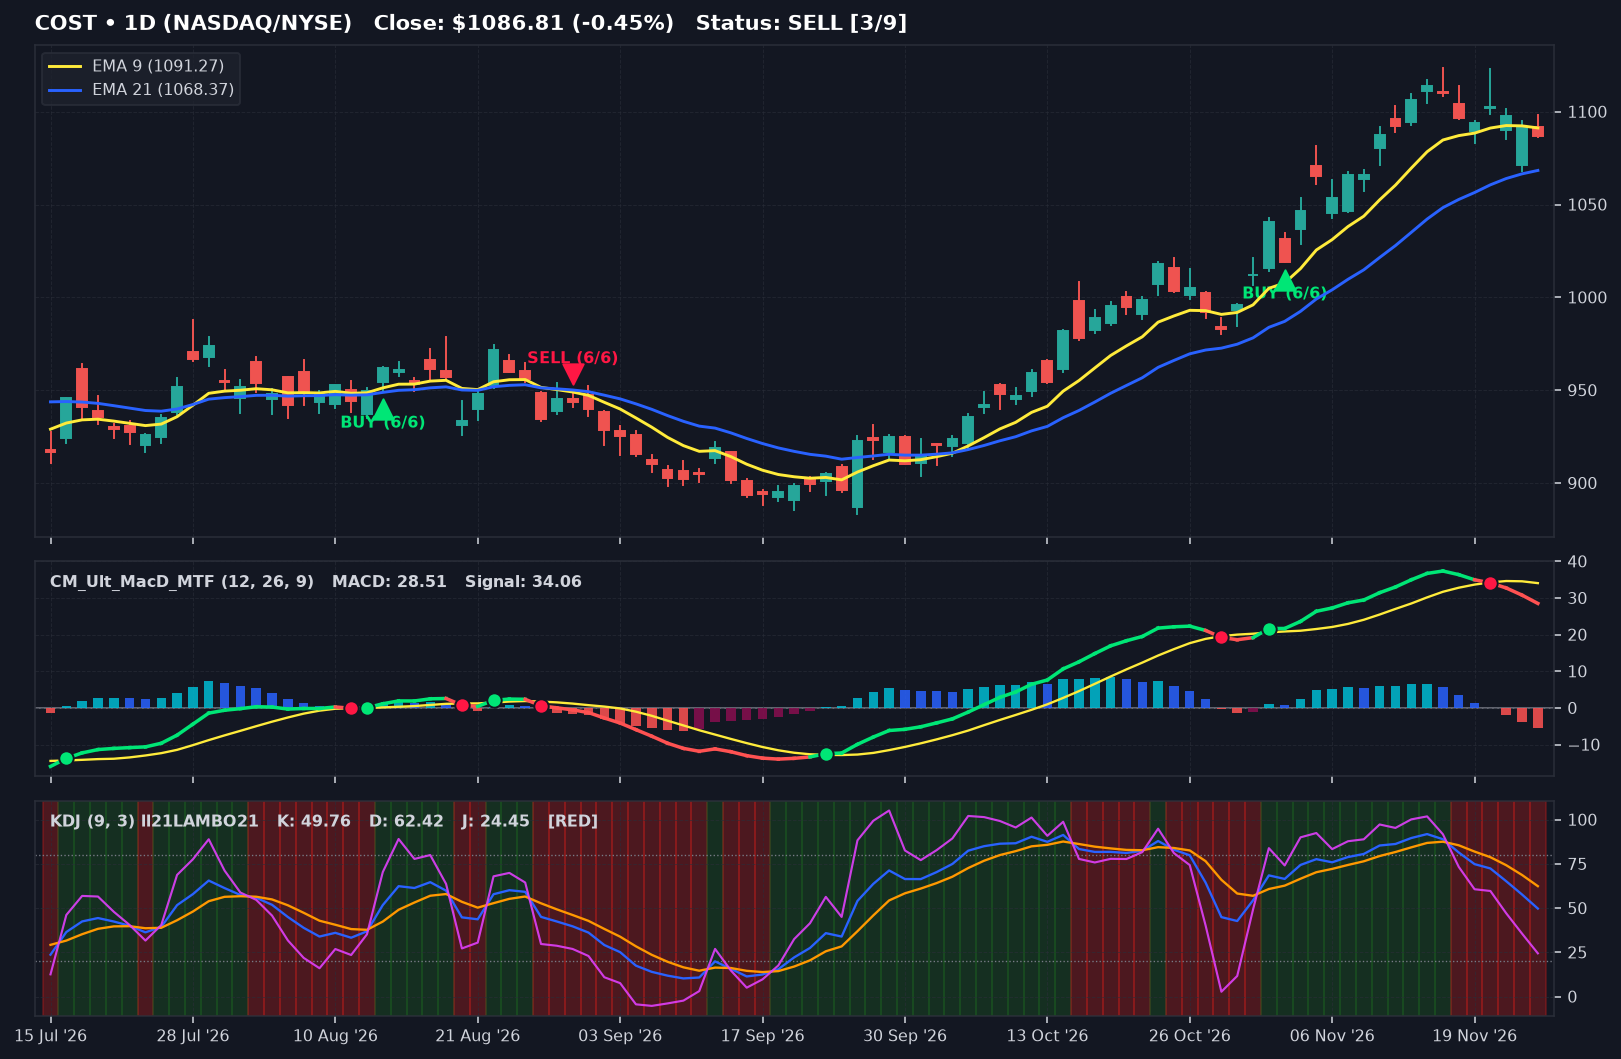 COST • 1D (NASDAQ/NYSE)   Close: $1086.81 (-0.45%)   Status: SELL [3/9]
EMA 9 (1091.27)
EMA 21 (1068.37)
1100
1050
1000
950
900
BUY (6/6)
SELL (6/6)
BUY (6/6)
CM_Ult_MacD_MTF (12, 26, 9)   MACD: 28.51   Signal: 34.06
40
30
20
10
0
−10
KDJ (9, 3) II21LAMBO21   K: 49.76   D: 62.42   J: 24.45   [RED]
100
75
50
25
0
15 Jul '26
28 Jul '26
10 Aug '26
21 Aug '26
03 Sep '26
17 Sep '26
30 Sep '26
13 Oct '26
26 Oct '26
06 Nov '26
19 Nov '26